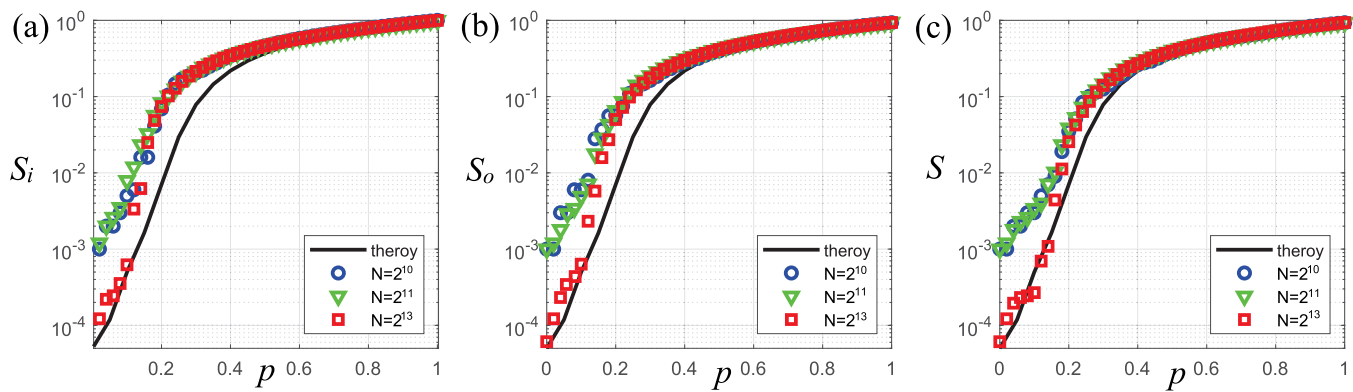 (a)
10^0
10^-1
10^-2
10^-3
10^-4
S_i
theroy
N=2^10
N=2^11
N=2^13
0.2 0.4 0.6 0.8 1
p
(b)
10^0
10^-1
10^-2
10^-3
10^-4
S_o
theroy
N=2^10
N=2^11
N=2^13
0 0.2 0.4 0.6 0.8 1
p
(c)
10^0
10^-1
10^-2
10^-3
10^-4
S
theroy
N=2^10
N=2^11
N=2^13
0 0.2 0.4 0.6 0.8 1
p